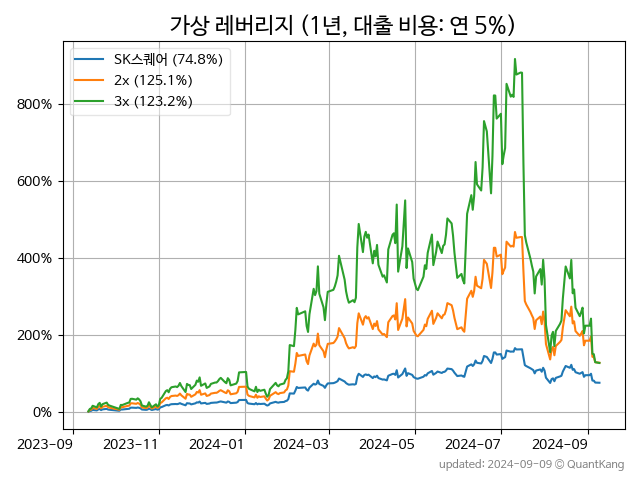 가상 레버리지 (1년, 대출 비용: 연 5%)
SK스퀘어 (74.8%)
2x (125.1%)
3x (123.2%)
800%
600%
400%
200%
0%
2023-09 2023-11 2024-01 2024-03 2024-05 2024-07 2024-09
updated: 2024-09-09 © QuantKang